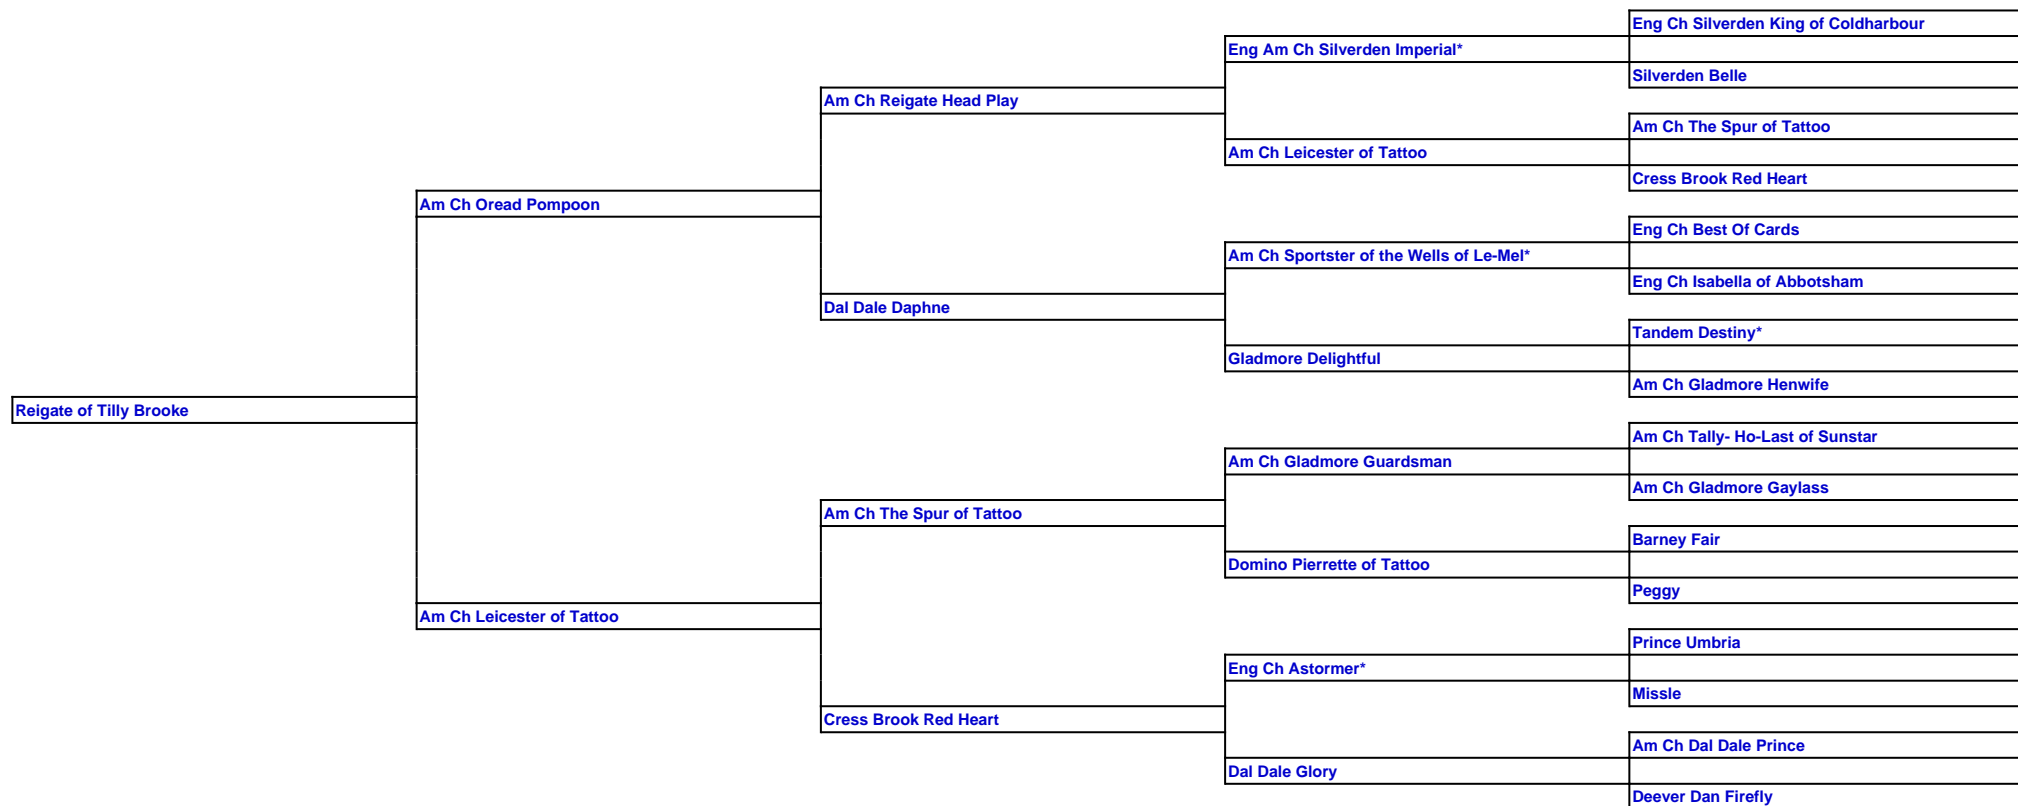 Eng Ch Silverden King of Coldharbour
Eng Am Ch Silverden Imperial*
Silverden Belle
Am Ch Reigate Head Play
Am Ch The Spur of Tattoo
Am Ch Leicester of Tattoo
Cress Brook Red Heart
Am Ch Oread Pompoon
Eng Ch Best Of Cards
Am Ch Sportster of the Wells of Le-Mel*
Eng Ch Isabella of Abbotsham
Dal Dale Daphne
Tandem Destiny*
Gladmore Delightful
Am Ch Gladmore Henwife
Reigate of Tilly Brooke
Am Ch Tally- Ho-Last of Sunstar
Am Ch Gladmore Guardsman
Am Ch Gladmore Gaylass
Am Ch The Spur of Tattoo
Barney Fair
Domino Pierrette of Tattoo
Peggy
Am Ch Leicester of Tattoo
Prince Umbria
Eng Ch Astormer*
Missle
Cress Brook Red Heart
Am Ch Dal Dale Prince
Dal Dale Glory
Deever Dan Firefly